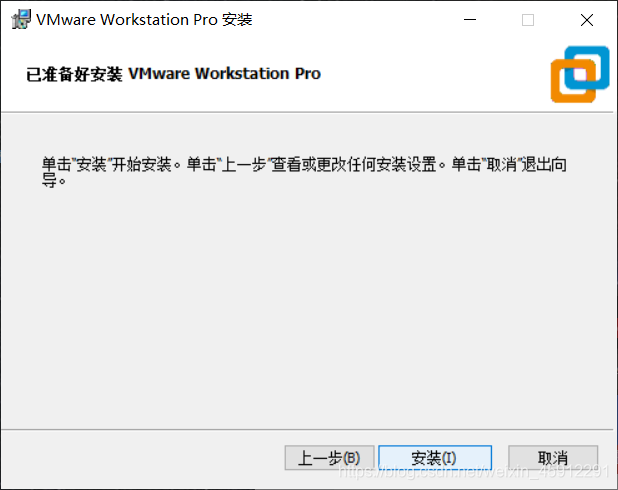 VMware Workstation Pro 安装
已准备好安装 VMware Workstation Pro
单击“安装”开始安装。单击“上一步”查看或更改任何安装设置。单击“取消”退出向
导。
上一步(B) 安装(I) 取消
https://blog.csdn.net/weixin_45912291